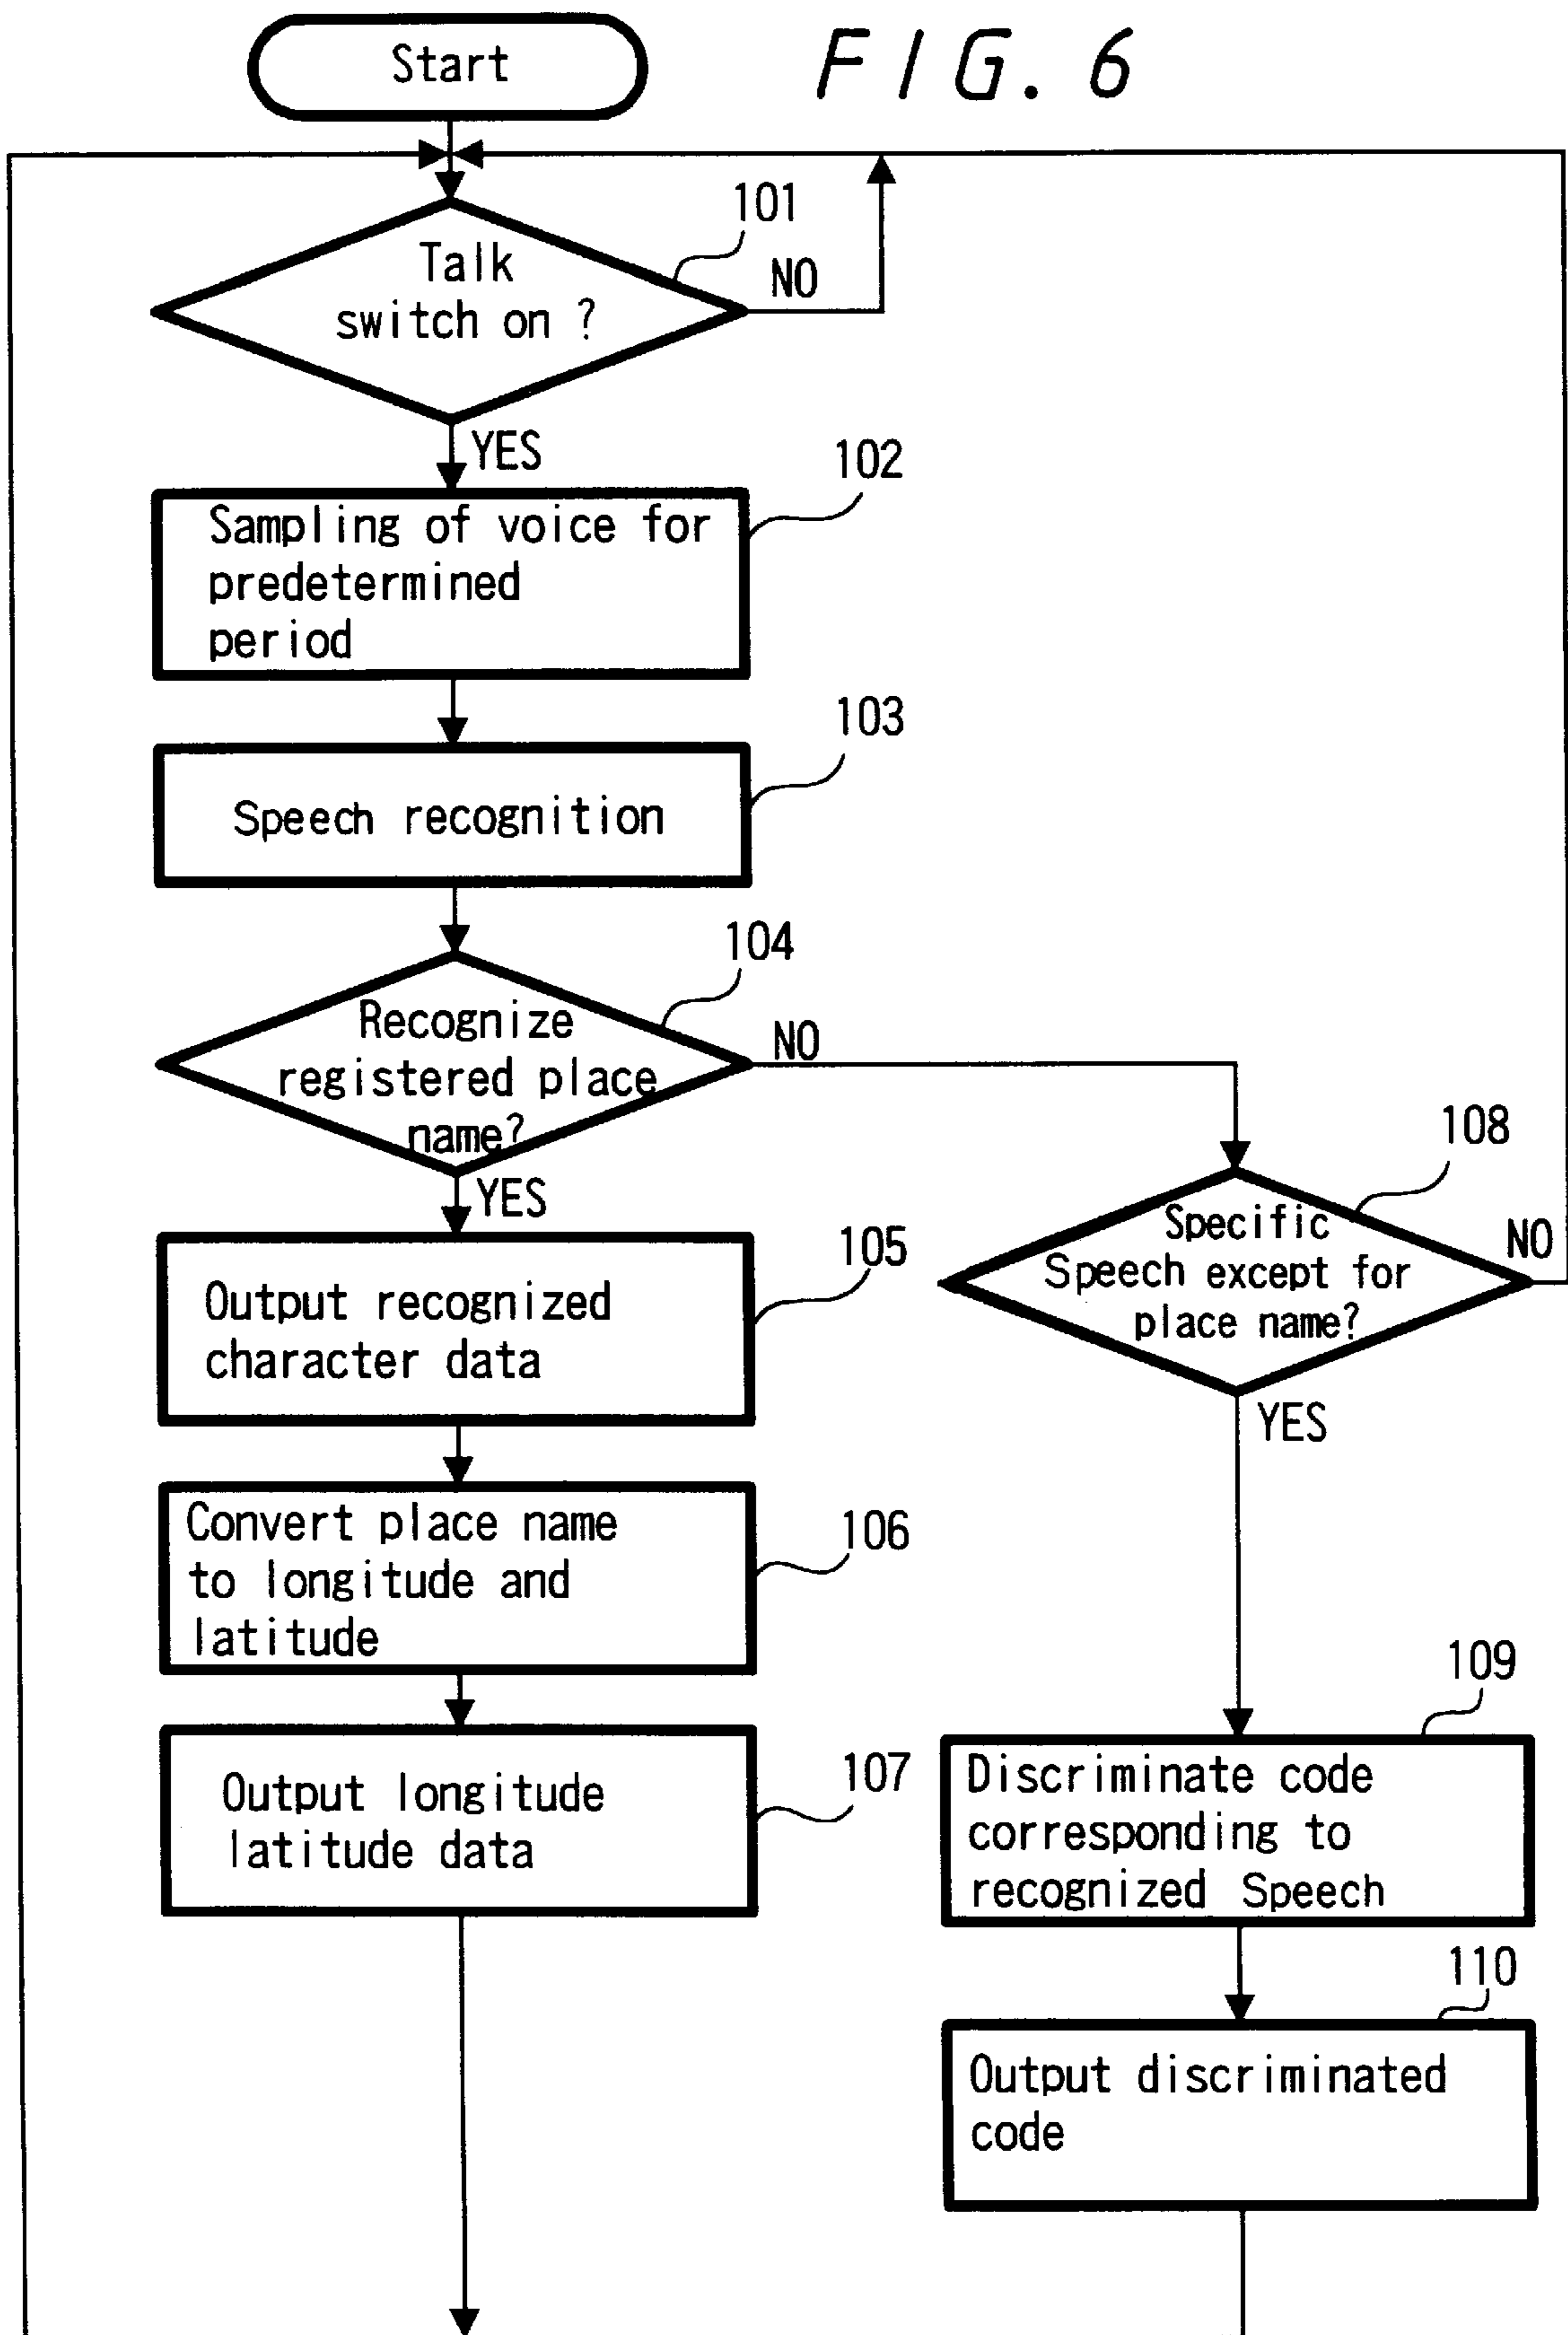 Start
FIG. 6
101
Talk
switch on ?
NO
YES
102
Sampling of voice for
predetermined
period
103
Speech recognition
104
Recognize
registered place
name?
NO
YES
108
Specific
Speech except for
place name?
NO
YES
105
Output recognized
character data
106
Convert place name
to longitude and
latitude
107
Output longitude
latitude data
109
Discriminate code
corresponding to
recognized Speech
110
Output discriminated
code